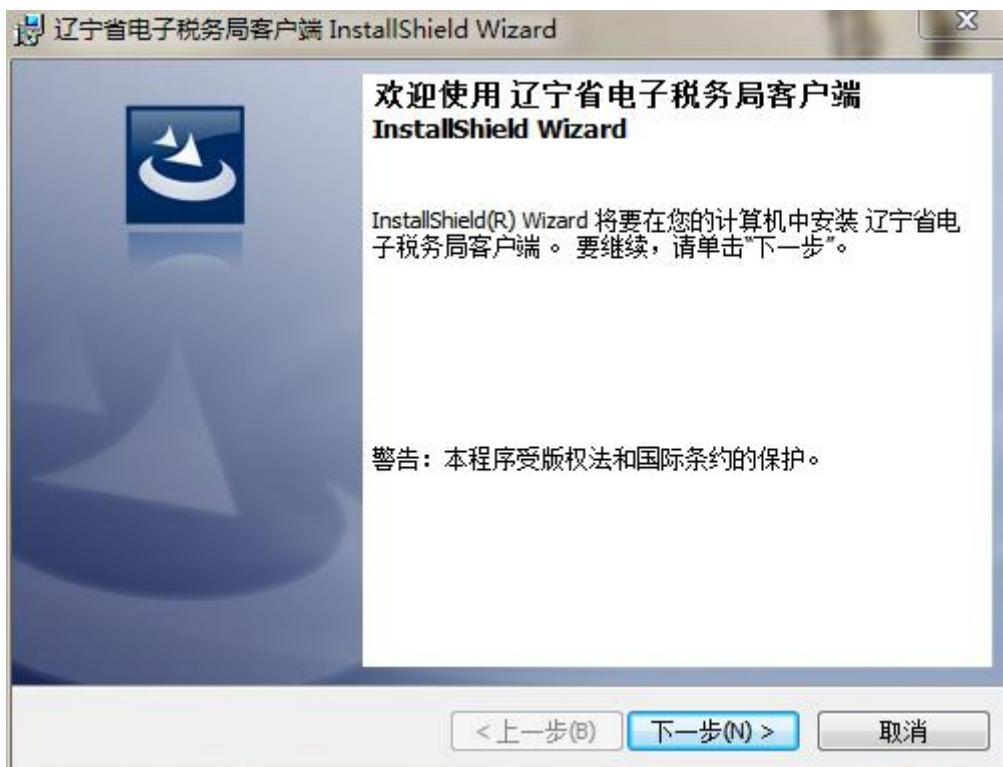 辽宁省电子税务局客户端 InstallShield Wizard
欢迎使用 辽宁省电子税务局客户端
InstallShield Wizard
InstallShield(R) Wizard 将要在您的计算机中安装 辽宁省电
子税务局客户端 。 要继续，请单击“下一步”。
警告：本程序受版权法和国际条约的保护。
<上一步(B) 下一步(N) > 取消